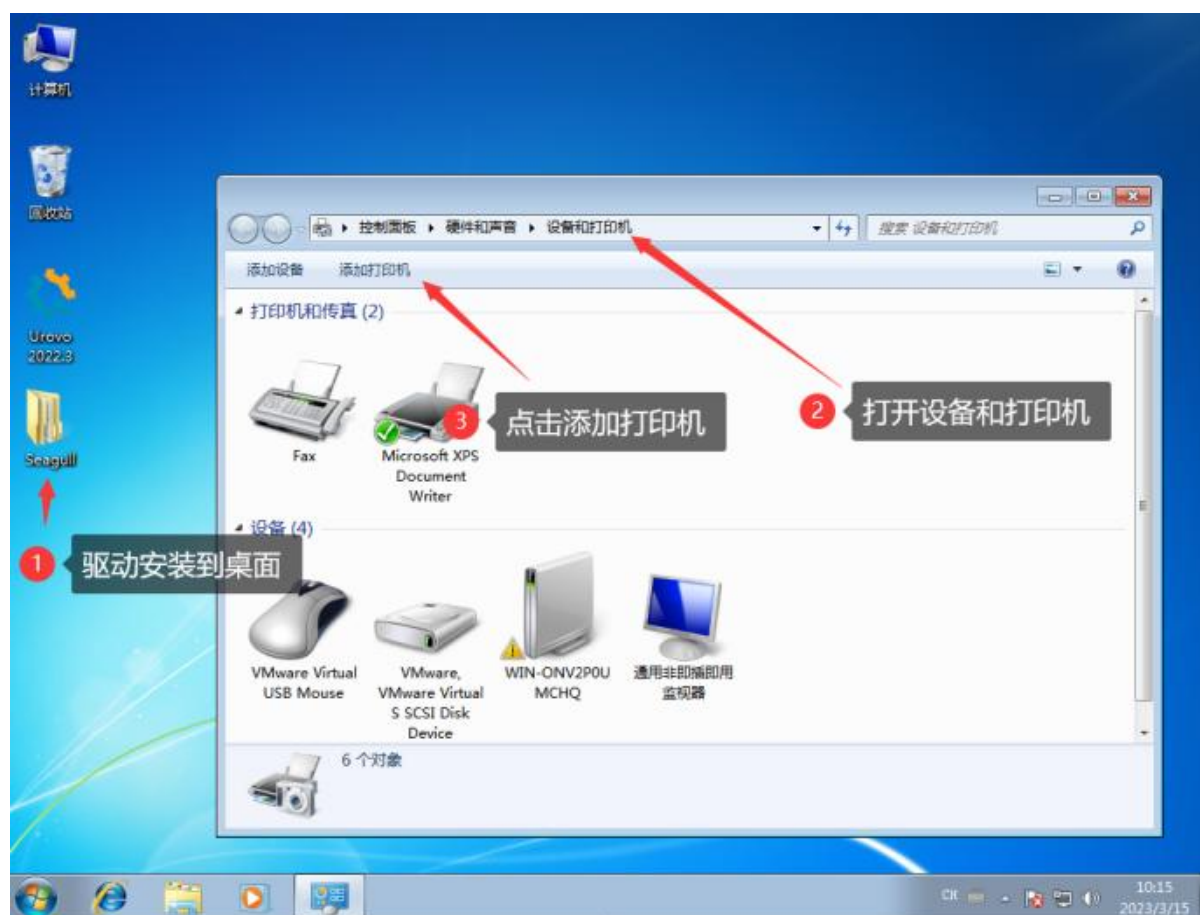 计算机
回收站
Urovo
2022.3
Seagull
控制面板 硬件和声音 设备和打印机
搜索 设备和打印机
添加设备 添加打印机
打印机和传真 (2)
Fax
Microsoft XPS
Document
Writer
3 点击添加打印机
2 打开设备和打印机
1 驱动安装到桌面
设备 (4)
VMware Virtual
USB Mouse
VMware,
VMware Virtual
S SCSI Disk
Device
WIN-ONV2P0U
MCHQ
通用非即插即用
监视器
6 个对象
CH
10:15
2023/3/15